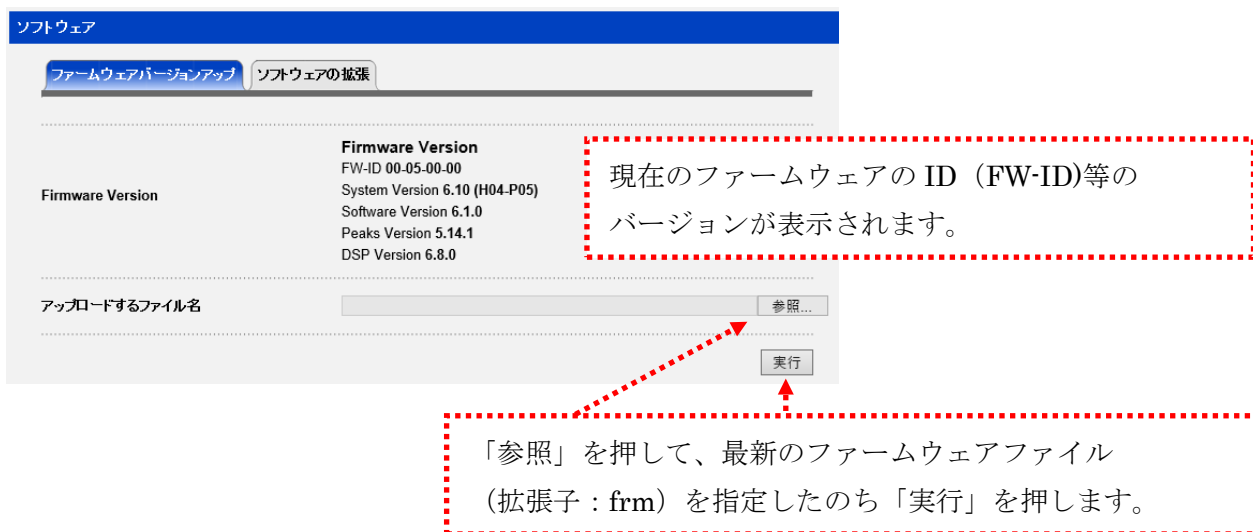 ソフトウェア
ファームウェアバージョンアップ ソフトウェアの拡張
Firmware Version
Firmware Version
FW-ID 00-05-00-00
System Version 6.10 (H04-P05)
Software Version 6.1.0
Peaks Version 5.14.1
DSP Version 6.8.0
現在のファームウェアの ID（FW-ID)等の
バージョンが表示されます。
アップロードするファイル名 参照...
実行
「参照」を押して、最新のファームウェアファイル
（拡張子：frm）を指定したのち「実行」を押します。